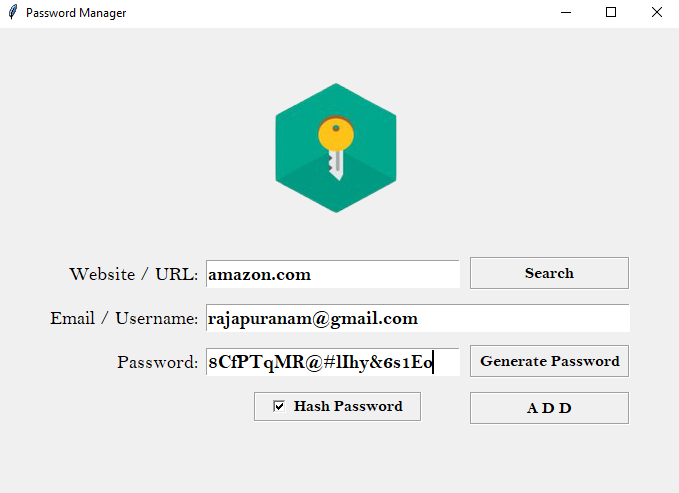 Password Manager
Website / URL: amazon.com Search
Email / Username: rajapuranam@gmail.com
Password: 8CfPTqMR@#lIhy&6s1Eo Generate Password
Hash Password A D D